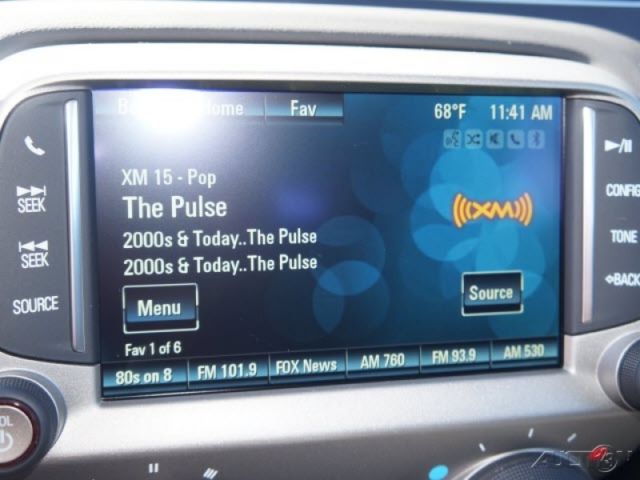 Home Fav 68°F 11:41 AM
XM 15 - Pop
The Pulse
2000s & Today..The Pulse
2000s & Today..The Pulse
((XM))
Menu
Source
Fav 1 of 6
80s on 8 FM 101.9 FOX News AM 760 FM 93.9 AM 530
SEEK
SEEK
SOURCE
CONFIG
TONE
BACK
VOL